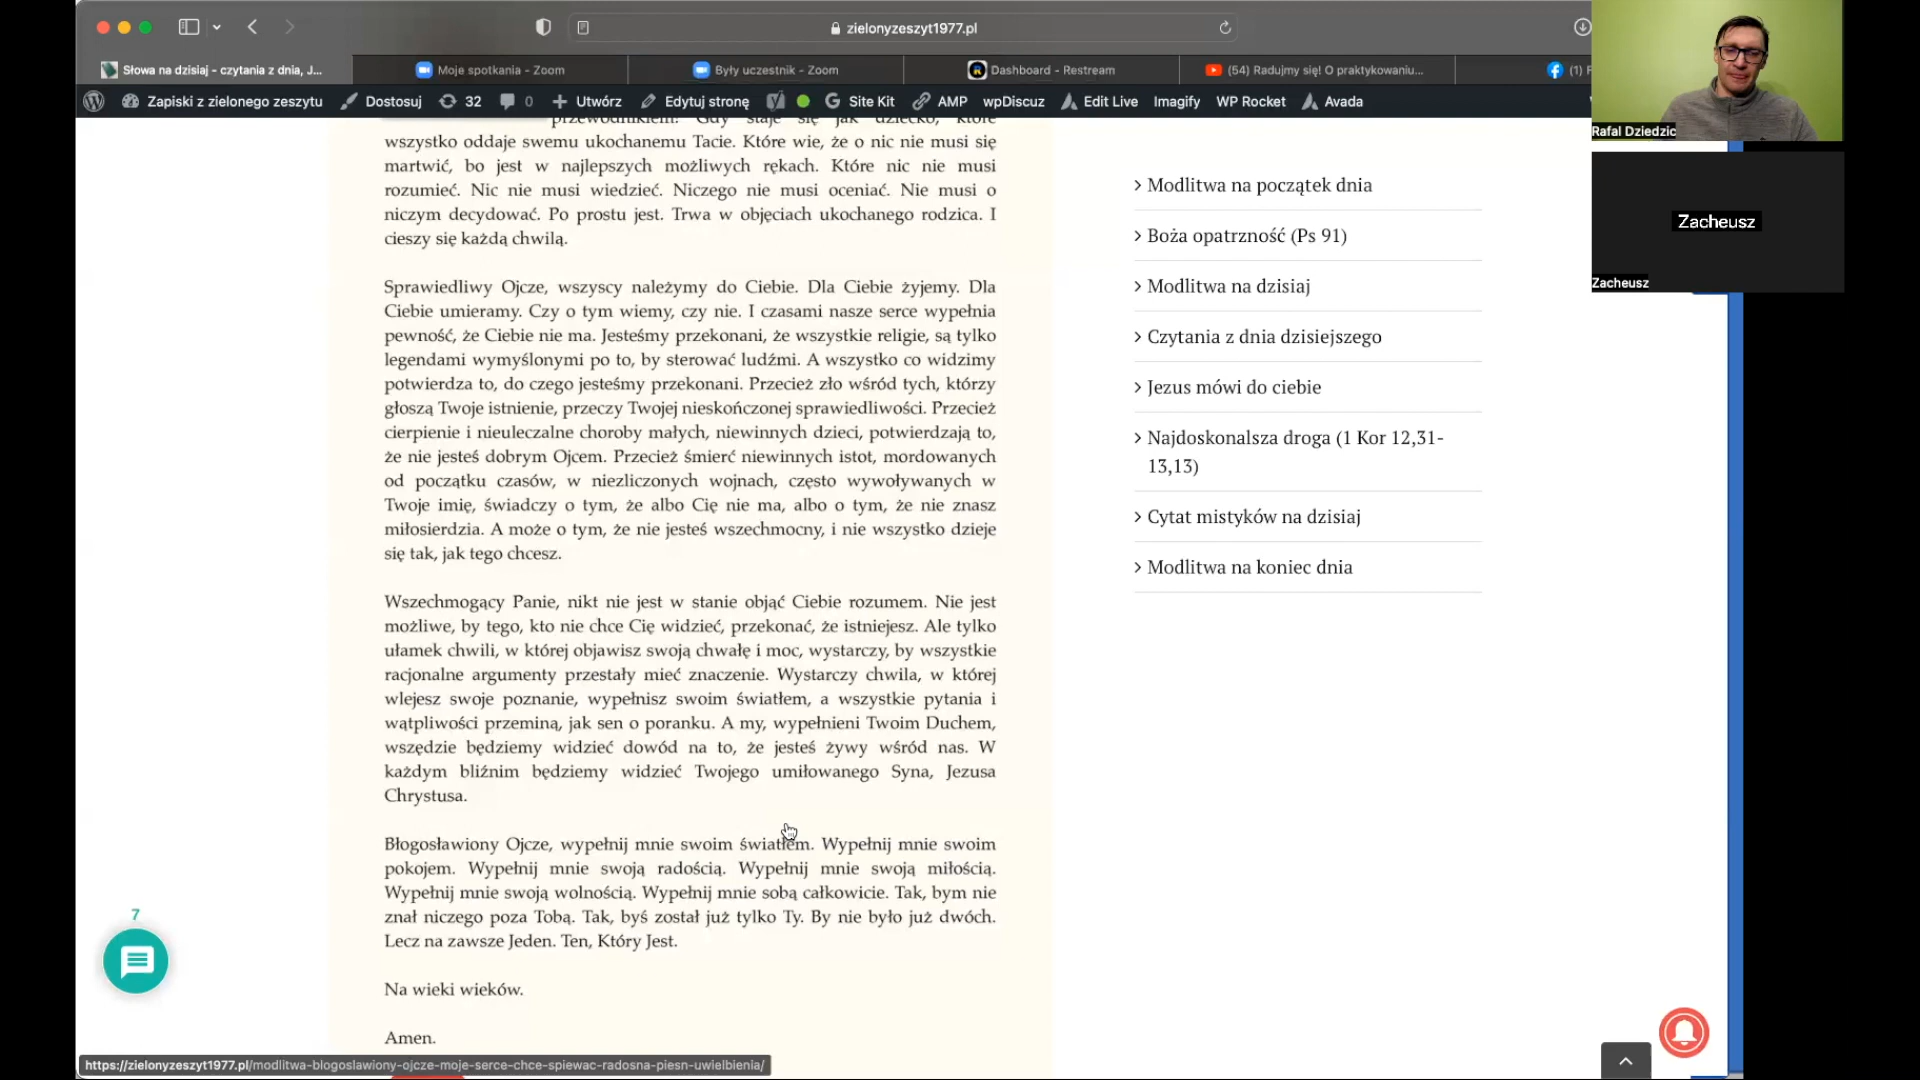 zielonyzeszyt1977.pl
Słowa na dzisiaj – czytania z dnia, J...
Moje spotkania - Zoom
Były uczestnik - Zoom
Dashboard - Restream
(54) Radujmy się! O praktykowaniu...
(1) F
Zapiski z zielonego zeszytu
Dostosuj
32
0
Utwórz
Edytuj stronę
Site Kit
AMP
wpDiscuz
Edit Live
Imagify
WP Rocket
Avada
Rafal Dziedzic
Zacheusz
Zacheusz
przewodnikiem! Gdy staje się jak dziecko, które
wszystko oddaje swemu ukochanemu Tacie. Które wie, że o nic nie musi się
martwić, bo jest w najlepszych możliwych rękach. Które nic nie musi
rozumieć. Nic nie musi wiedzieć. Niczego nie musi oceniać. Nie musi o
niczym decydować. Po prostu jest. Trwa w objęciach ukochanego rodzica. I
cieszy się każdą chwilą.
Sprawiedliwy Ojcze, wszyscy należymy do Ciebie. Dla Ciebie żyjemy. Dla
Ciebie umieramy. Czy o tym wiemy, czy nie. I czasami nasze serce wypełnia
pewność, że Ciebie nie ma. Jesteśmy przekonani, że wszystkie religie, są tylko
legendami wymyślonymi po to, by sterować ludźmi. A wszystko co widzimy
potwierdza to, do czego jesteśmy przekonani. Przecież zło wśród tych, którzy
głoszą Twoje istnienie, przeczy Twojej nieskończonej sprawiedliwości. Przecież
cierpienie i nieuleczalne choroby małych, niewinnych dzieci, potwierdzają to,
że nie jesteś dobrym Ojcem. Przecież śmierć niewinnych istot, mordowanych
od początku czasów, w niezliczonych wojnach, często wywoływanych w
Twoje imię, świadczy o tym, że albo Cię nie ma, albo o tym, że nie znasz
miłosierdzia. A może o tym, że nie jesteś wszechmocny, i nie wszystko dzieje
się tak, jak tego chcesz.
Wszechmogący Panie, nikt nie jest w stanie objąć Ciebie rozumem. Nie jest
możliwe, by tego, kto nie chce Cię widzieć, przekonać, że istniejesz. Ale tylko
ułamek chwili, w której objawisz swoją chwałę i moc, wystarczy, by wszystkie
racjonalne argumenty przestały mieć znaczenie. Wystarczy chwila, w której
wlejesz swoje poznanie, wypełnisz swoim światłem, a wszystkie pytania i
wątpliwości przeminą, jak sen o poranku. A my, wypełnieni Twoim Duchem,
wszędzie będziemy widzieć dowód na to, że jesteś żywy wśród nas. W
każdym bliźnim będziemy widzieć Twojego umiłowanego Syna, Jezusa
Chrystusa.
Błogosławiony Ojcze, wypełnij mnie swoim światłem. Wypełnij mnie swoim
pokojem. Wypełnij mnie swoją radością. Wypełnij mnie swoją miłością.
Wypełnij mnie swoją wolnością. Wypełnij mnie sobą całkowicie. Tak, bym nie
znał niczego poza Tobą. Tak, byś został już tylko Ty. By nie było już dwóch.
Lecz na zawsze Jeden. Ten, Który Jest.
Na wieki wieków.
Amen.
Modlitwa na początek dnia
Boża opatrzność (Ps 91)
Modlitwa na dzisiaj
Czytania z dnia dzisiejszego
Jezus mówi do ciebie
Najdoskonalsza droga (1 Kor 12,31-
13,13)
Cytat mistyków na dzisiaj
Modlitwa na koniec dnia
7
https://zielonyzeszyt1977.pl/modlitwa-blogoslawiony-ojcze-moje-serce-chce-spiewac-radosna-piesn-uwielbienia/